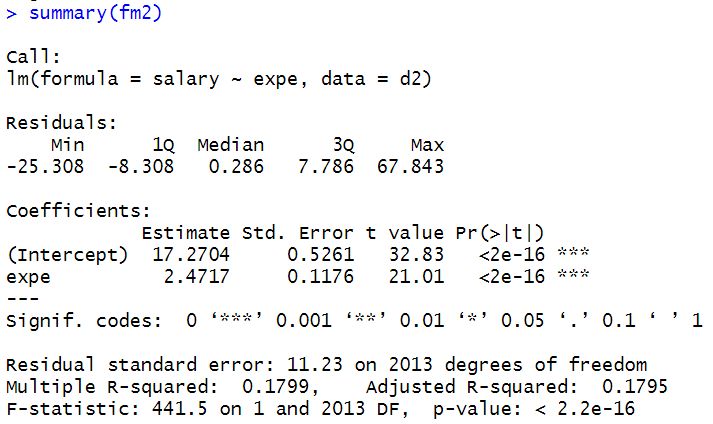 > summary(fm2)
Call:
lm(formula = salary ~ expe, data = d2)
Residuals:
    Min      1Q  Median      3Q     Max
-25.308  -8.308   0.286   7.786  67.843
Coefficients:
            Estimate Std. Error t value Pr(>|t|)
(Intercept)  17.2704     0.5261   32.83   <2e-16 ***
expe          2.4717     0.1176   21.01   <2e-16 ***
---
Signif. codes:  0 ‘***’ 0.001 ‘**’ 0.01 ‘*’ 0.05 ‘.’ 0.1 ‘ ’ 1
Residual standard error: 11.23 on 2013 degrees of freedom
Multiple R-squared:  0.1799,    Adjusted R-squared:  0.1795
F-statistic: 441.5 on 1 and 2013 DF,  p-value: < 2.2e-16